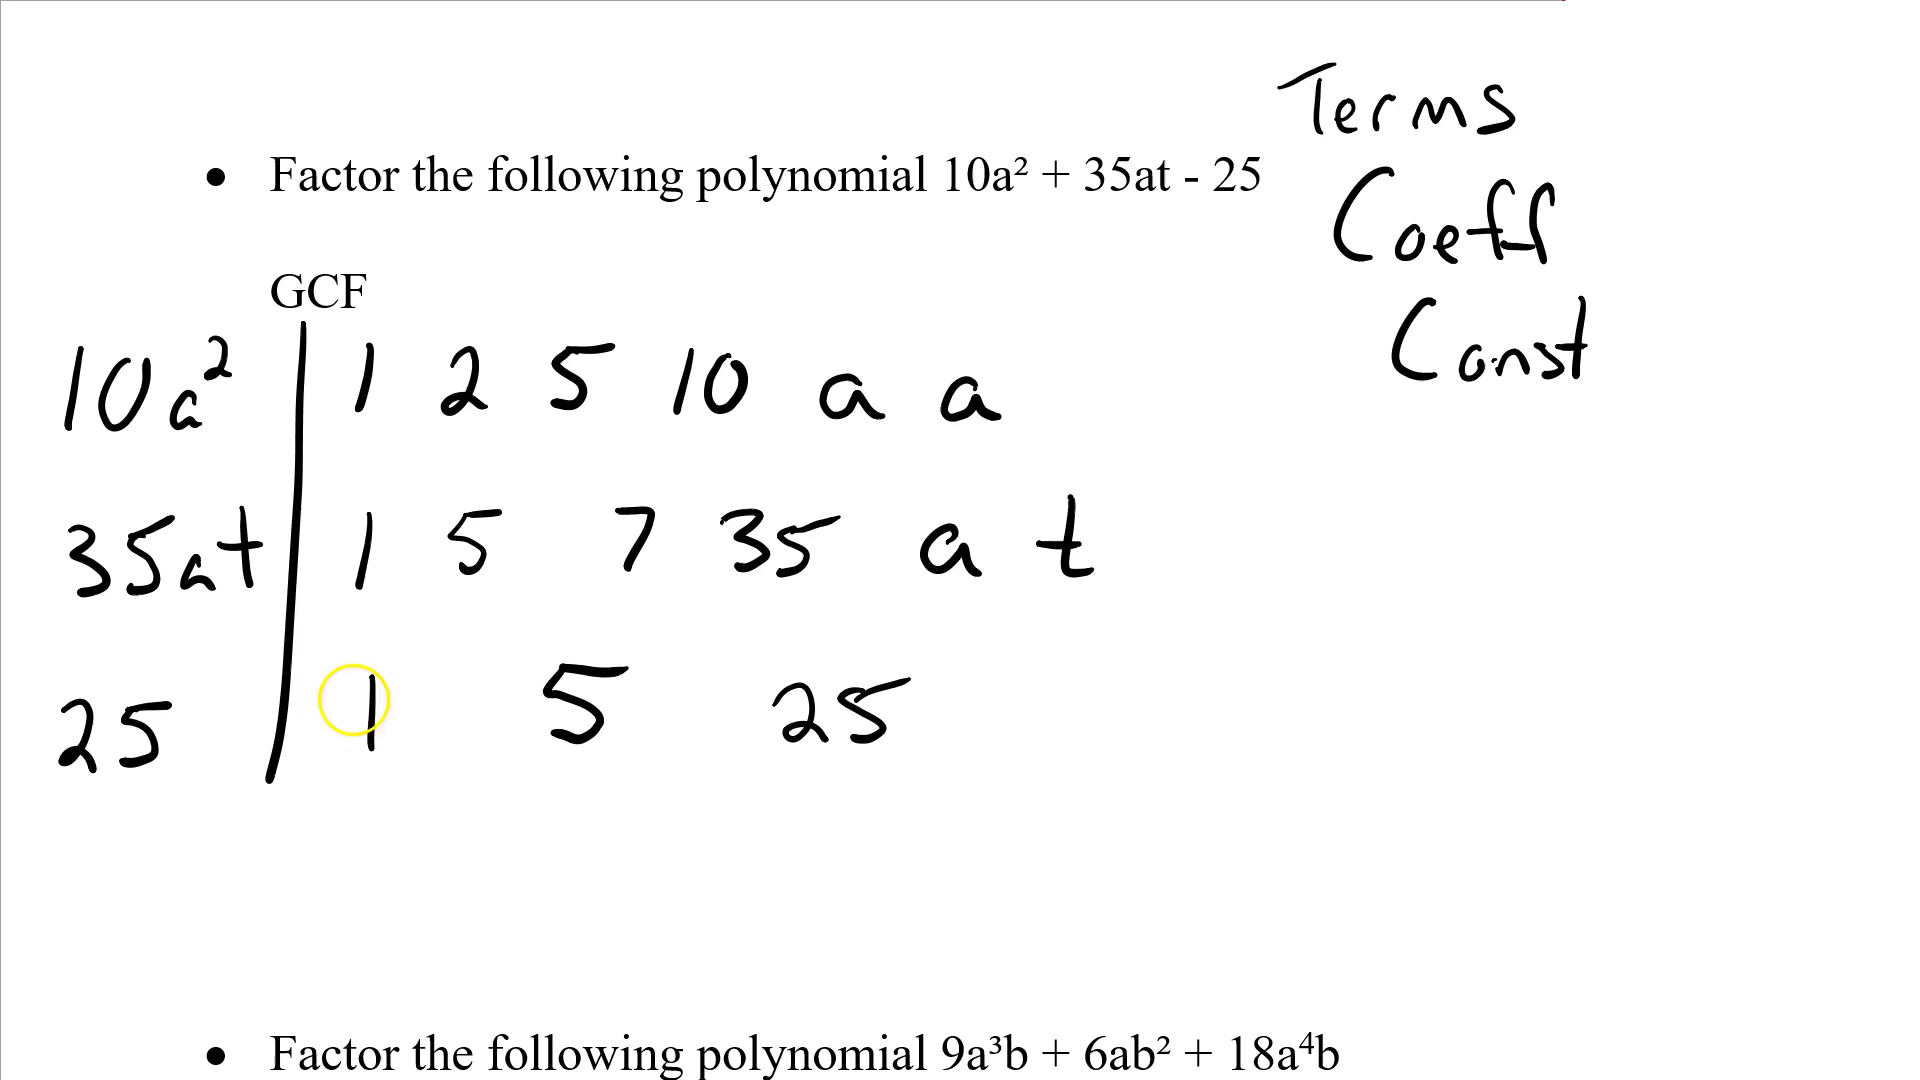 Terms
• Factor the following polynomial 10a² + 35at - 25
Coeff
GCF
Const
10a² 1 2 5 10 a a
35at 1 5 7 35 a t
25 1 5 25
• Factor the following polynomial 9a³b + 6ab² + 18a⁴b